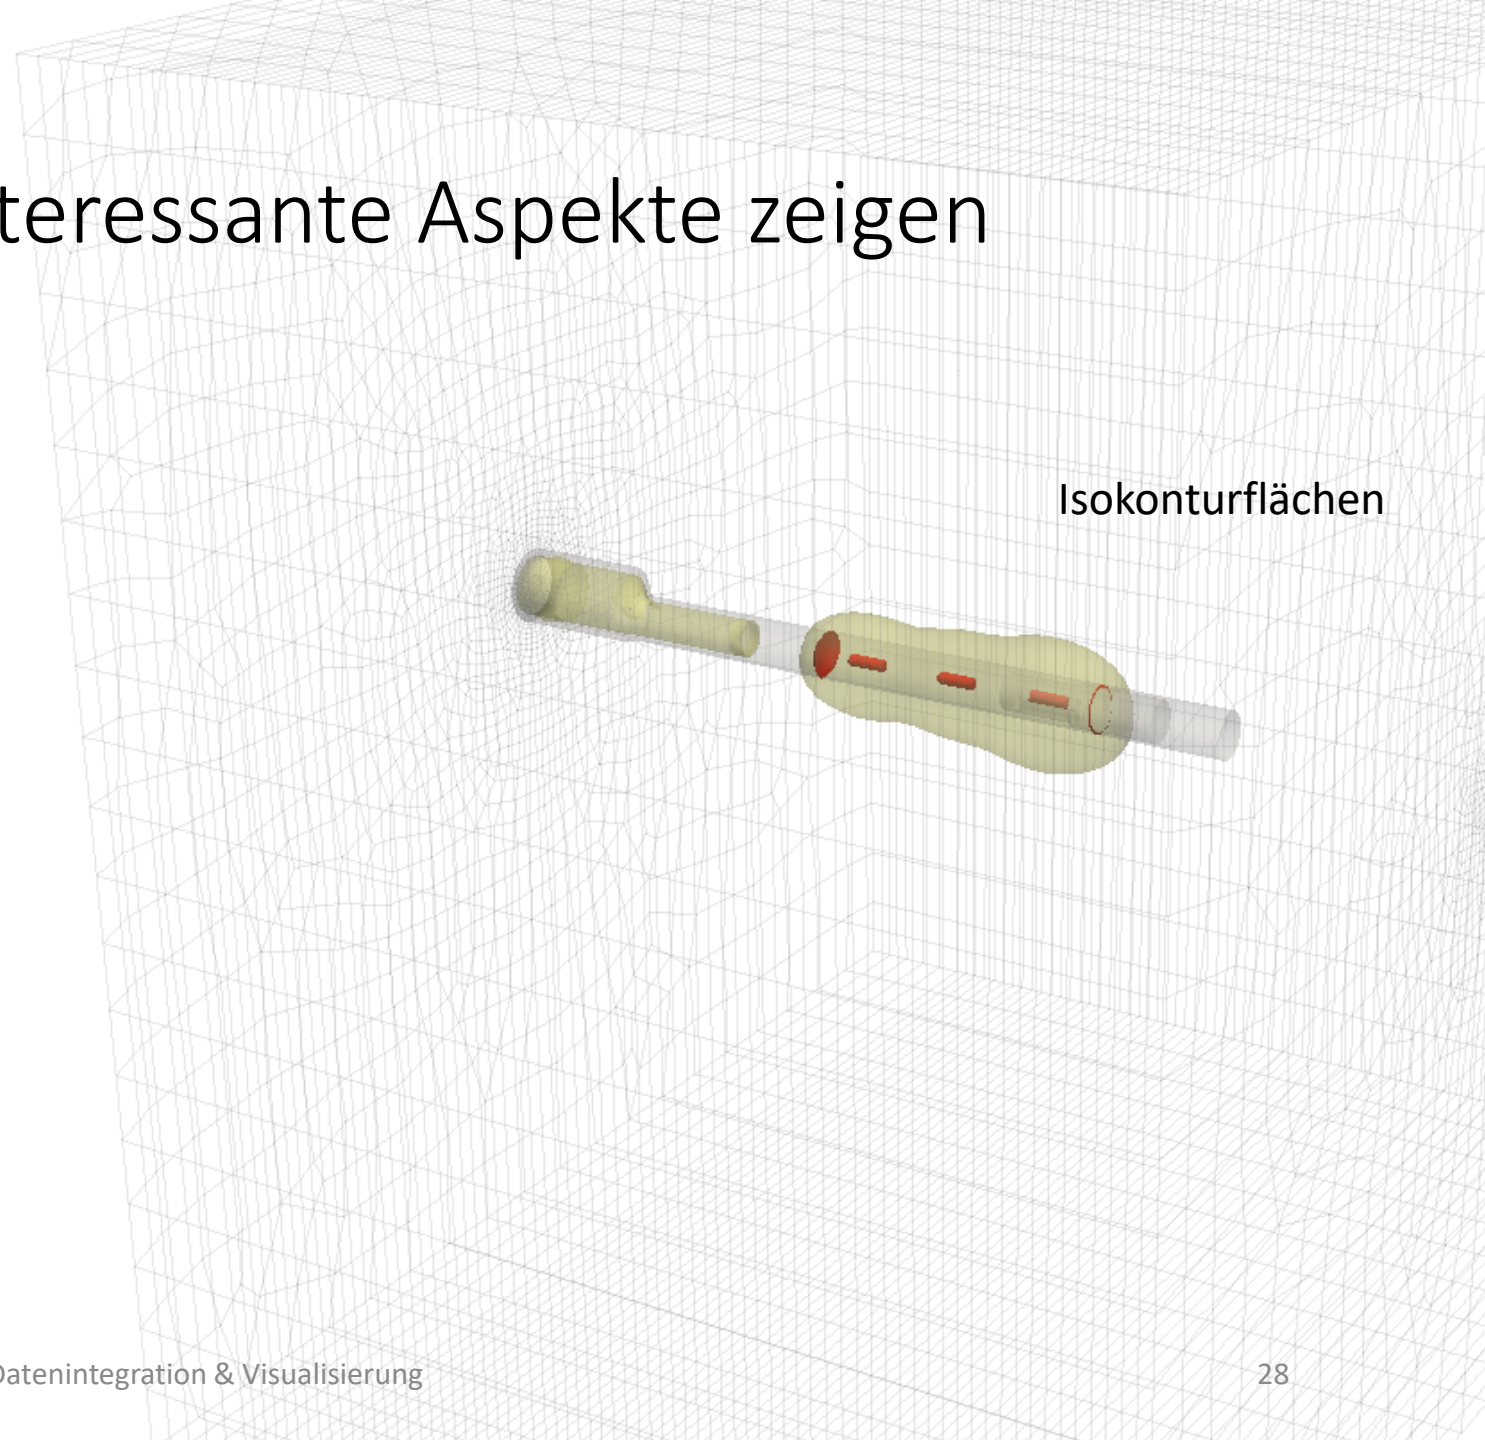 teressante Aspekte zeigen
Isokonturflächen
Datenintegration & Visualisierung
28